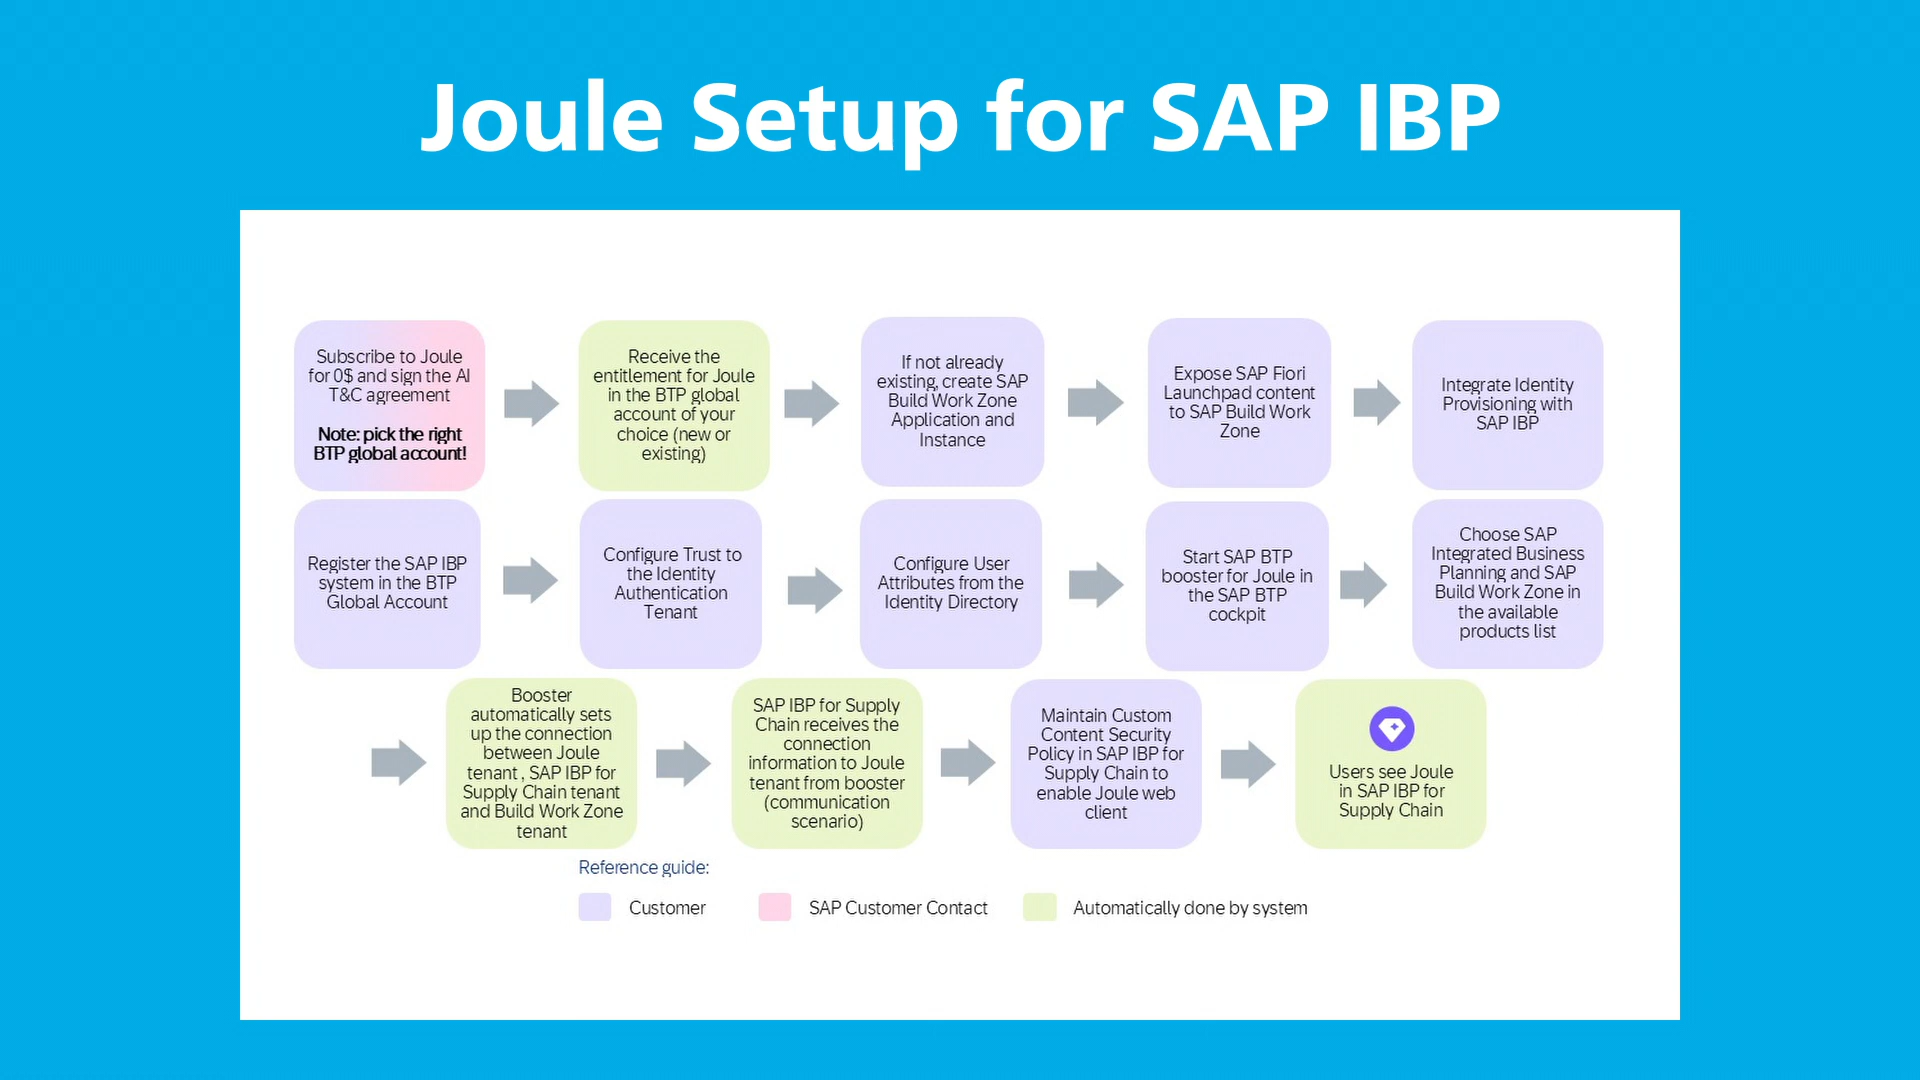 Joule Setup for SAP IBP
Subscribe to Joule
for 0$ and sign the AI
T&C agreement
Note: pick the right
BTP global account!
Receive the
entitlement for Joule
in the BTP global
account of your
choice (new or
existing)
If not already
existing, create SAP
Build Work Zone
Application and
Instance
Expose SAP Fiori
Launchpad content
to SAP Build Work
Zone
Integrate Identity
Provisioning with
SAP IBP
Register the SAP IBP
system in the BTP
Global Account
Configure Trust to
the Identity
Authentication
Tenant
Configure User
Attributes from the
Identity Directory
Start SAP BTP
booster for Joule in
the SAP BTP
cockpit
Choose SAP
Integrated Business
Planning and SAP
Build Work Zone in
the available
products list
Booster
automatically sets
up the connection
between Joule
tenant , SAP IBP for
Supply Chain tenant
and Build Work Zone
tenant
SAP IBP for Supply
Chain receives the
connection
information to Joule
tenant from booster
(communication
scenario)
Maintain Custom
Content Security
Policy in SAP IBP for
Supply Chain to
enable Joule web
client
Users see Joule
in SAP IBP for
Supply Chain
Reference guide:
Customer
SAP Customer Contact
Automatically done by system